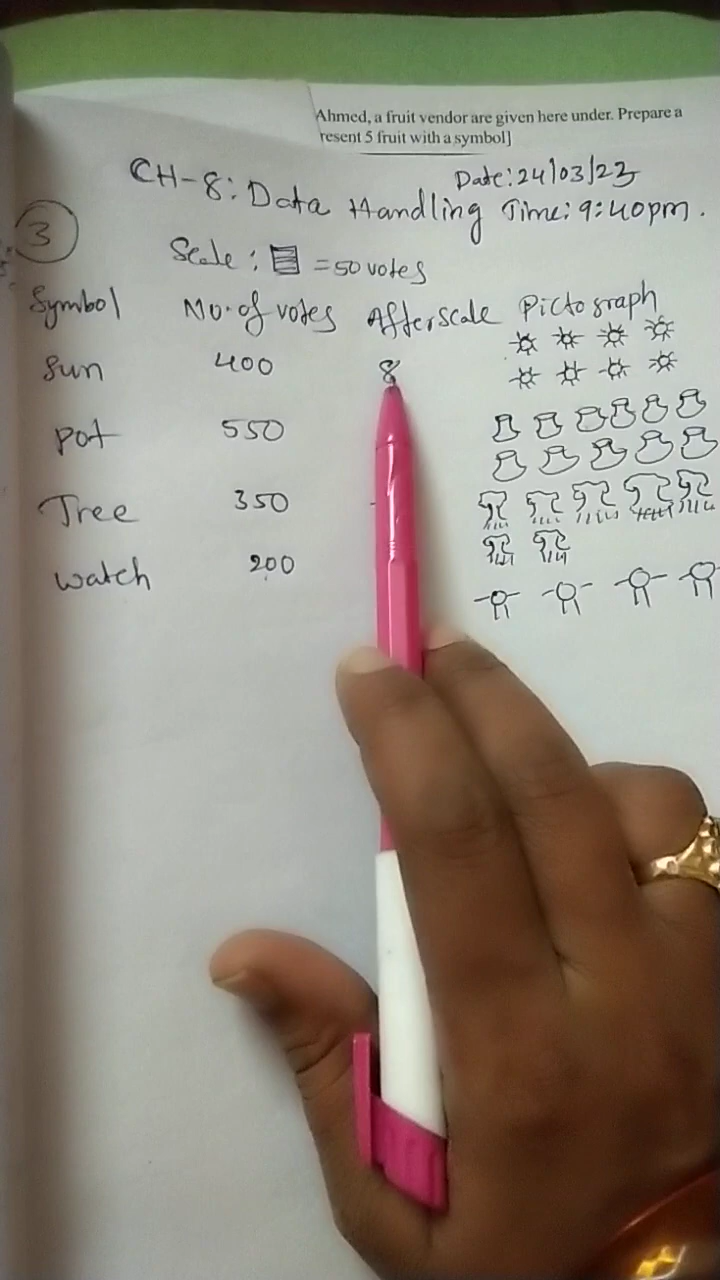 Ahmed, a fruit vendor are given here under. Prepare a
resent 5 fruit with a symbol]
CH-8: Data Handling
Date: 24/03/23
Time: 9:40pm.
3
Scale: = 50 votes
Symbol No. of votes Afterscale Pictograph
Sun 400 8
Pot 550
Tree 350
Watch 200